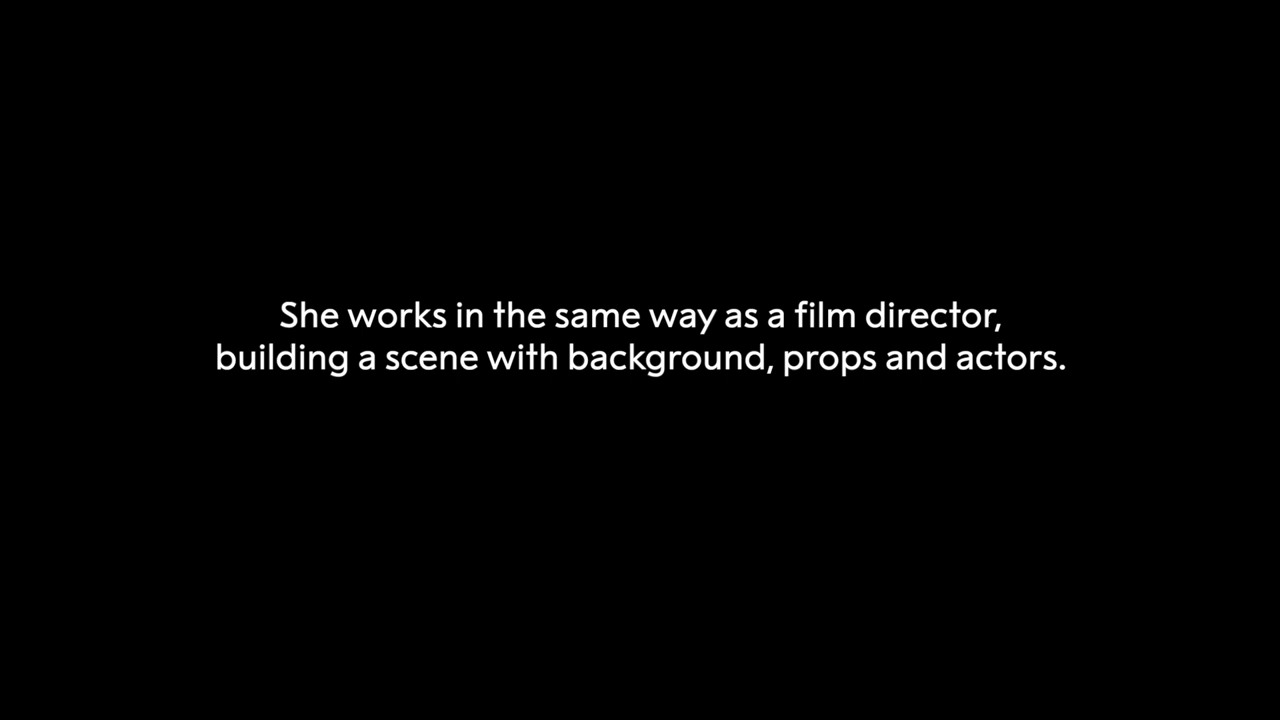 She works in the same way as a film director,
building a scene with background, props and actors.